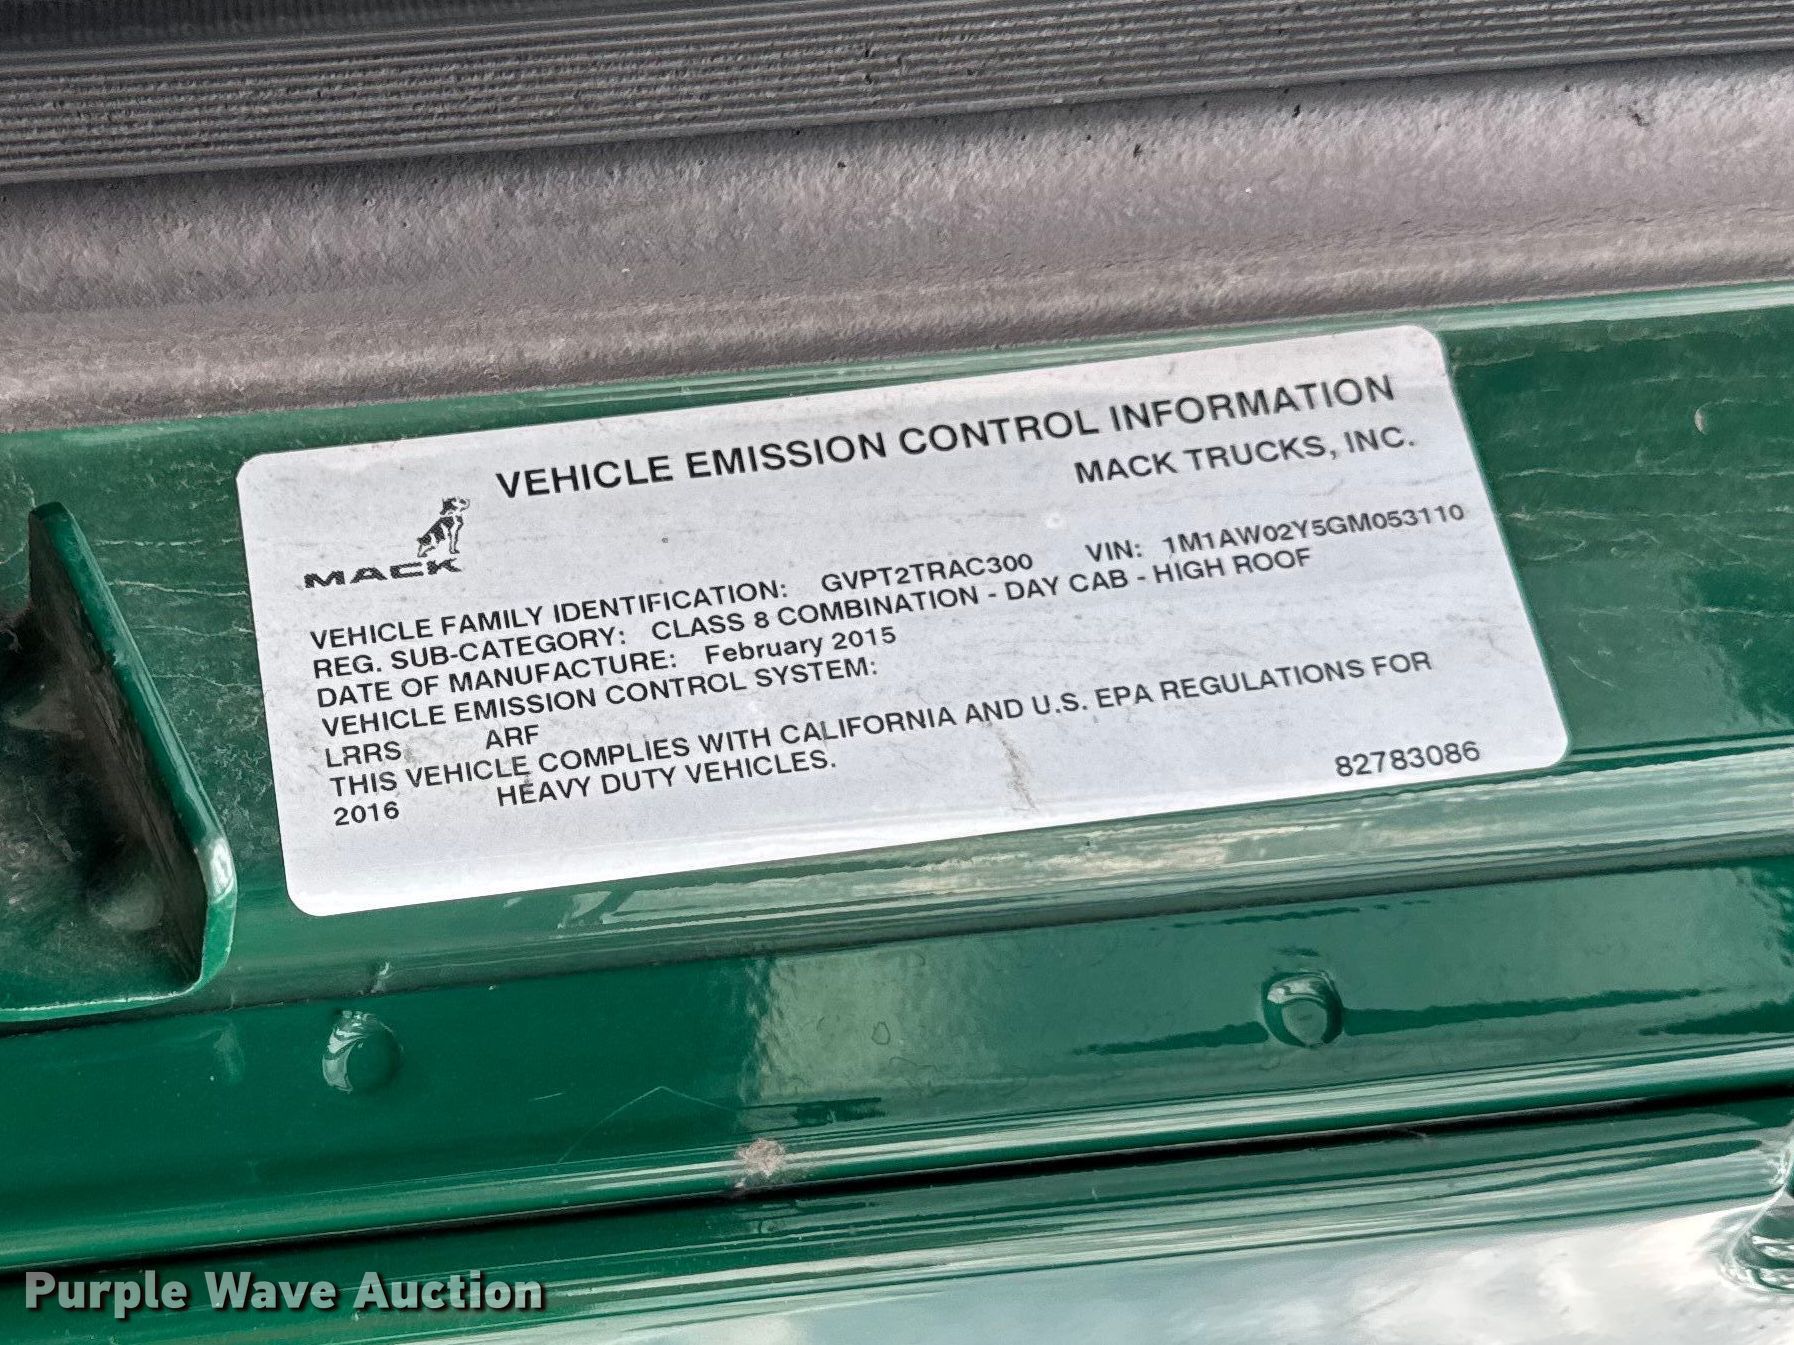 VEHICLE EMISSION CONTROL INFORMATION
MACK TRUCKS, INC.
MACK
VEHICLE FAMILY IDENTIFICATION: GVPT2TRAC300 VIN: 1M1AW02Y5GM053110
REG. SUB-CATEGORY: CLASS 8 COMBINATION - DAY CAB - HIGH ROOF
DATE OF MANUFACTURE: February 2015
VEHICLE EMISSION CONTROL SYSTEM:
LRRS ARF
THIS VEHICLE COMPLIES WITH CALIFORNIA AND U.S. EPA REGULATIONS FOR
2016 HEAVY DUTY VEHICLES.
82783086
Purple Wave Auction